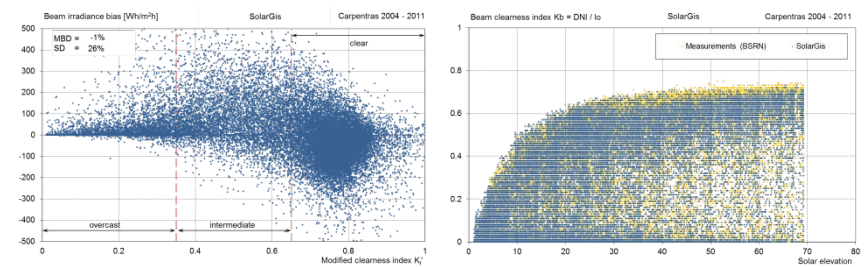 Beam irradiance bias [Wh/m²h] SolarGis Carpentras 2004 - 2011
500
400
300
200
100
0
-100
-200
-300
-400
-500
MBD = -1%
SD = 26%
clear
overcast
intermediate
0 0.2 0.4 0.6 0.8 1
Modified clearness index
Beam clearness index Kb = DNI / Io SolarGis Carpentras 2004 - 2011
1
0.8
0.6
0.4
0.2
0
Measurements (BSRN) SolarGis
0 10 20 30 40 50 60 70 80
Solar elevation